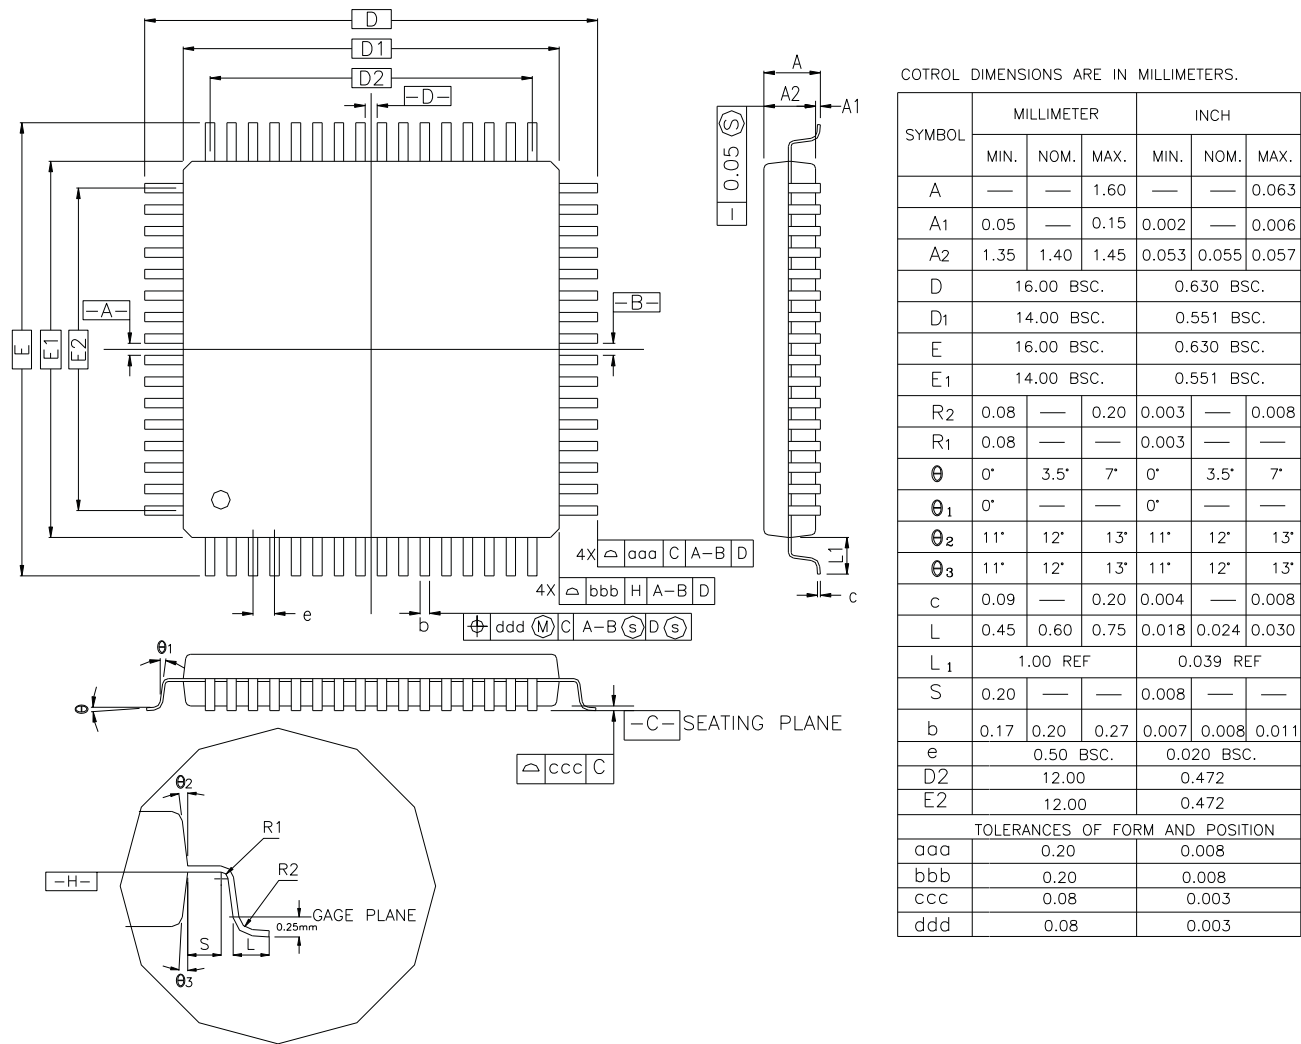 D
D1
D2
-D-
-A-
-B-
E
E1
E2
e
b
4X ⌓ aaa C A-B D
4X ⌓ bbb H A-B D
⌖ ddd Ⓜ C A-B ⓢ D ⓢ
A
A2
A1
0.05 Ⓢ
L1
c
θ1
θ
-C- SEATING PLANE
⌓ ccc C
θ2
R1
R2
-H-
GAGE PLANE
0.25mm
S
L
θ3
COTROL DIMENSIONS ARE IN MILLIMETERS.
SYMBOL MILLIMETER INCH
MIN. NOM. MAX. MIN. NOM. MAX.
A — — 1.60 — — 0.063
A1 0.05 — 0.15 0.002 — 0.006
A2 1.35 1.40 1.45 0.053 0.055 0.057
D 16.00 BSC. 0.630 BSC.
D1 14.00 BSC. 0.551 BSC.
E 16.00 BSC. 0.630 BSC.
E1 14.00 BSC. 0.551 BSC.
R2 0.08 — 0.20 0.003 — 0.008
R1 0.08 — — 0.003 — —
θ 0° 3.5° 7° 0° 3.5° 7°
θ1 0° — — 0° — —
θ2 11° 12° 13° 11° 12° 13°
θ3 11° 12° 13° 11° 12° 13°
c 0.09 — 0.20 0.004 — 0.008
L 0.45 0.60 0.75 0.018 0.024 0.030
L1 1.00 REF 0.039 REF
S 0.20 — — 0.008 — —
b 0.17 0.20 0.27 0.007 0.008 0.011
e 0.50 BSC. 0.020 BSC.
D2 12.00 0.472
E2 12.00 0.472
TOLERANCES OF FORM AND POSITION
aaa 0.20 0.008
bbb 0.20 0.008
ccc 0.08 0.003
ddd 0.08 0.003